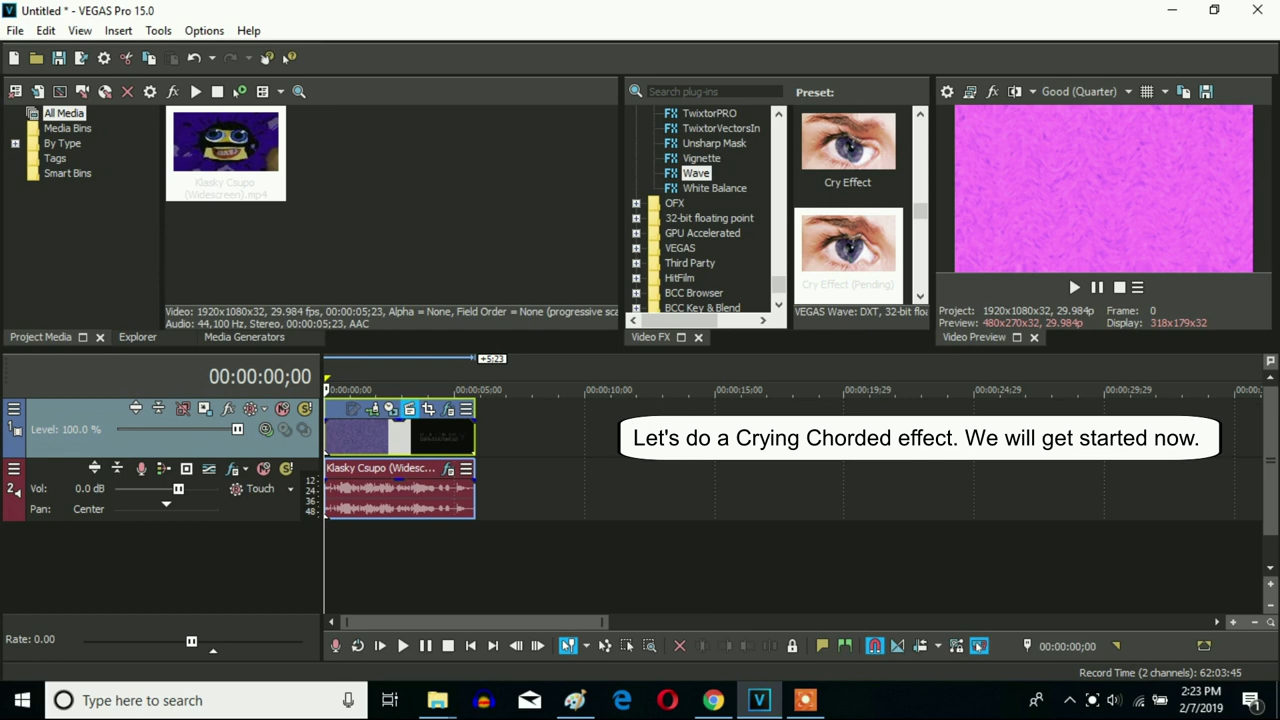 Untitled * - VEGAS Pro 15.0
File Edit View Insert Tools Options Help
Search plug-ins
Preset:
Good (Quarter)
All Media
Media Bins
By Type
Tags
Smart Bins
Klasky Csupo
(Widescreen).mp4
TwixtorPRO
TwixtorVectorsIn
Unsharp Mask
Vignette
Wave
White Balance
OFX
32-bit floating point
GPU Accelerated
VEGAS
Third Party
HitFilm
BCC Browser
BCC Key & Blend
Cry Effect
Cry Effect (Pending)
VEGAS Wave: DXT, 32-bit floa
Video: 1920x1080x32, 29.984 fps, 00:00:05;23, Alpha = None, Field Order = None (progressive sca
Audio: 44,100 Hz, Stereo, 00:00:05;23, AAC
Project: 1920x1080x32, 29.984p
Frame: 0
Preview: 480x270x32, 29.984p
Display: 318x179x32
Project Media
Explorer
Media Generators
Video FX
Video Preview
+5;23
00:00:00;00
00:00:00;00 00:00:05;00 00:00:10;00 00:00:15;00 00:00:19;29 00:00:24;29 00:00:29;29 00:00:
1
Level: 100.0 %
Let's do a Crying Chorded effect. We will get started now.
2
Klasky Csupo (Widesc...
Vol: 0.0 dB
Touch
Pan: Center
12
24
36
48
Rate: 0.00
00:00:00;00
Record Time (2 channels): 62:03:45
Type here to search
2:23 PM
2/7/2019
1